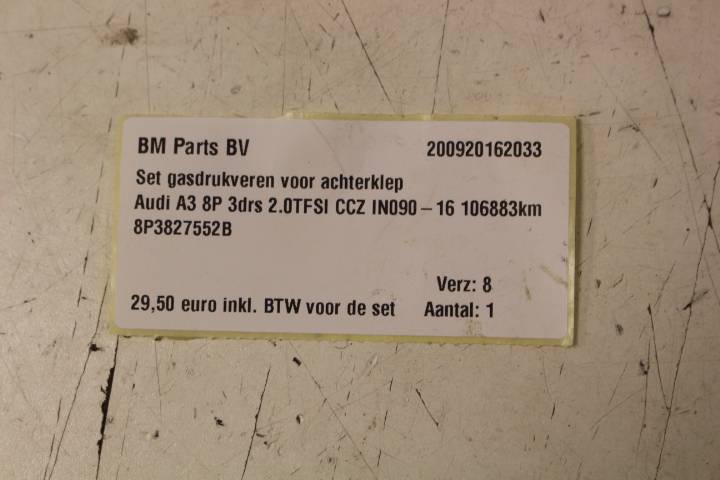 BM Parts BV 200920162033
Set gasdrukveren voor achterklep
Audi A3 8P 3drs 2.0TFSI CCZ IN090-16 106883km
8P3827552B
Verz: 8
29,50 euro inkl. BTW voor de set Aantal: 1